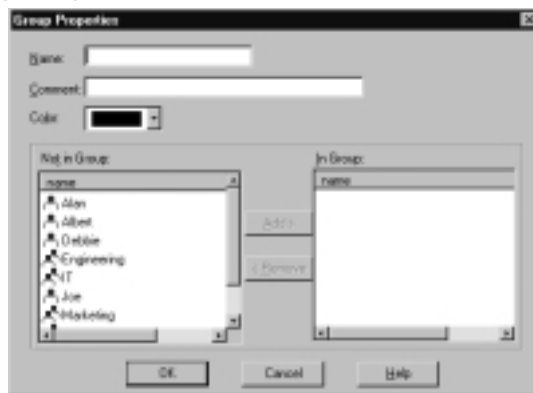 Group Properties
Name:
Comment:
Color:
Not in Group:
In Group:
name
name
Alan
Albert
Debbie
Engineering
IT
Joe
Marketing
Add >
< Remove
OK
Cancel
Help